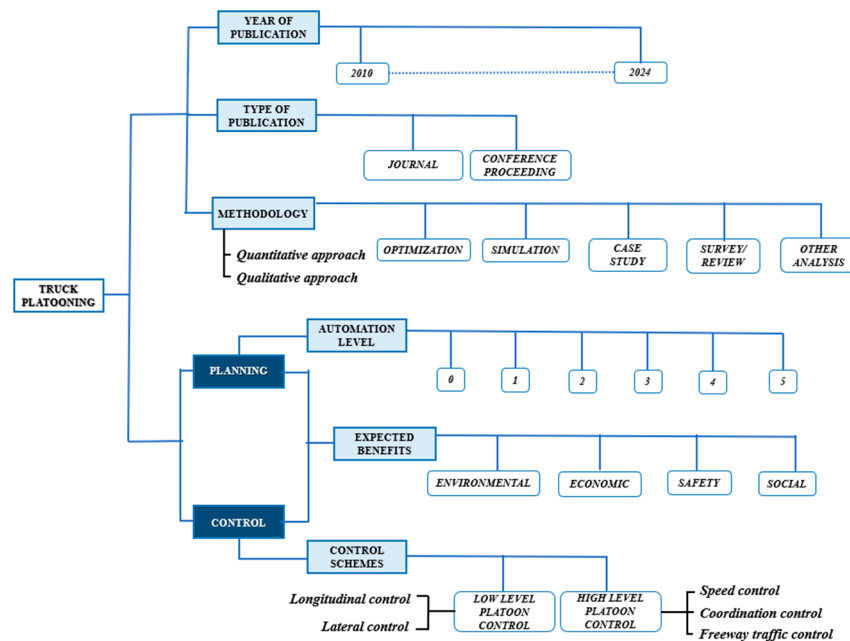 YEAR OF
PUBLICATION
2010
2024
TYPE OF
PUBLICATION
JOURNAL
CONFERENCE
PROCEEDING
METHODOLOGY
Quantitative approach
Qualitative approach
OPTIMIZATION
SIMULATION
CASE
STUDY
SURVEY/
REVIEW
OTHER
ANALYSIS
TRUCK
PLATOONING
AUTOMATION
LEVEL
PLANNING
0
1
2
3
4
5
EXPECTED
BENEFITS
ENVIRONMENTAL
ECONOMIC
SAFETY
SOCIAL
CONTROL
CONTROL
SCHEMES
Longitudinal control
Lateral control
LOW LEVEL
PLATOON
CONTROL
HIGH LEVEL
PLATOON
CONTROL
Speed control
Coordination control
Freeway traffic control